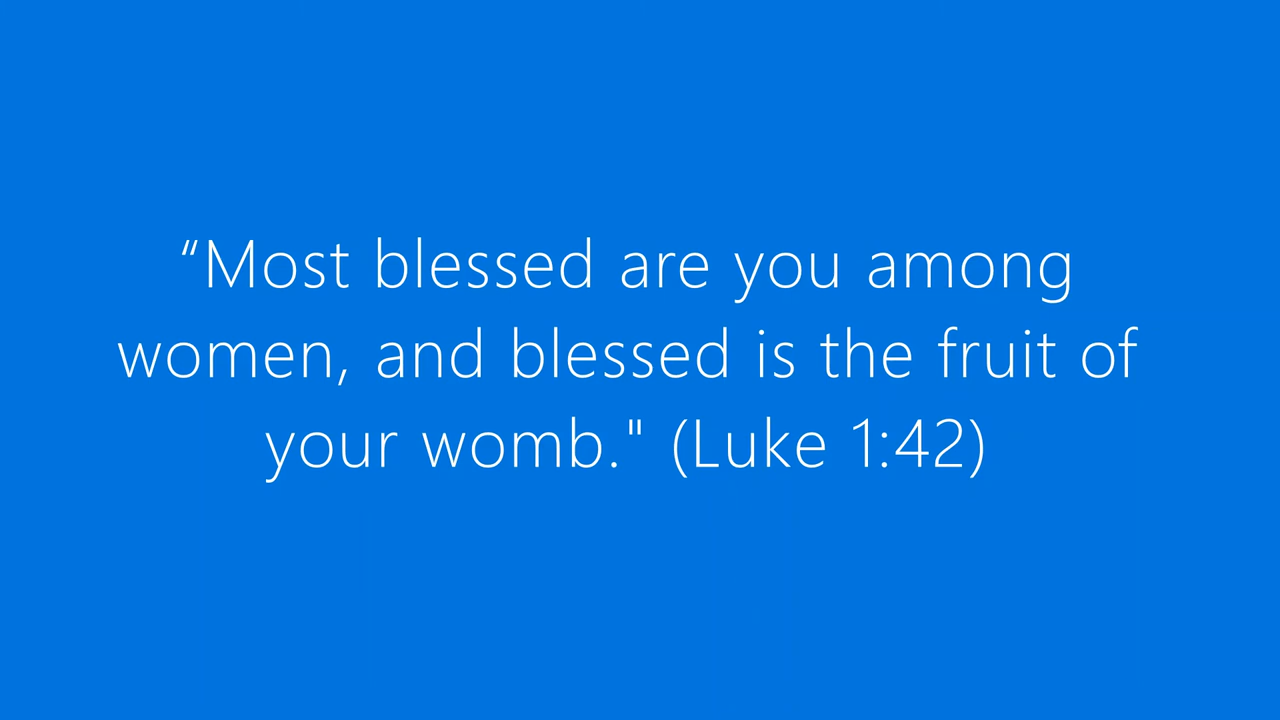 “Most blessed are you among
women, and blessed is the fruit of
your womb." (Luke 1:42)